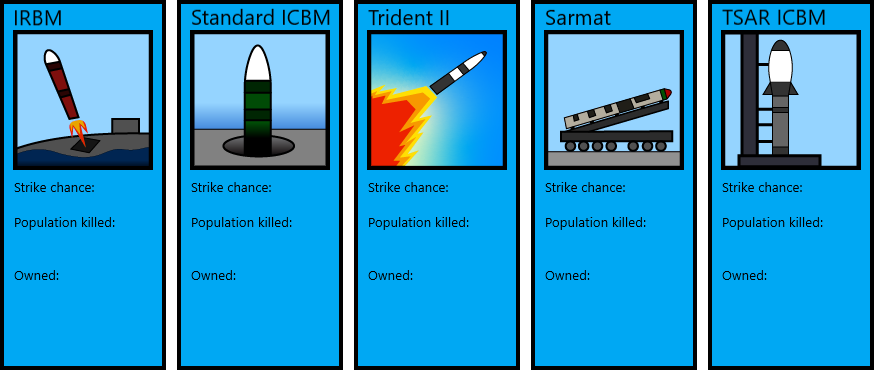 IRBM
Strike chance:
Population killed:
Owned:
Standard ICBM
Strike chance:
Population killed:
Owned:
Trident II
Strike chance:
Population killed:
Owned:
Sarmat
Strike chance:
Population killed:
Owned:
TSAR ICBM
Strike chance:
Population killed:
Owned: